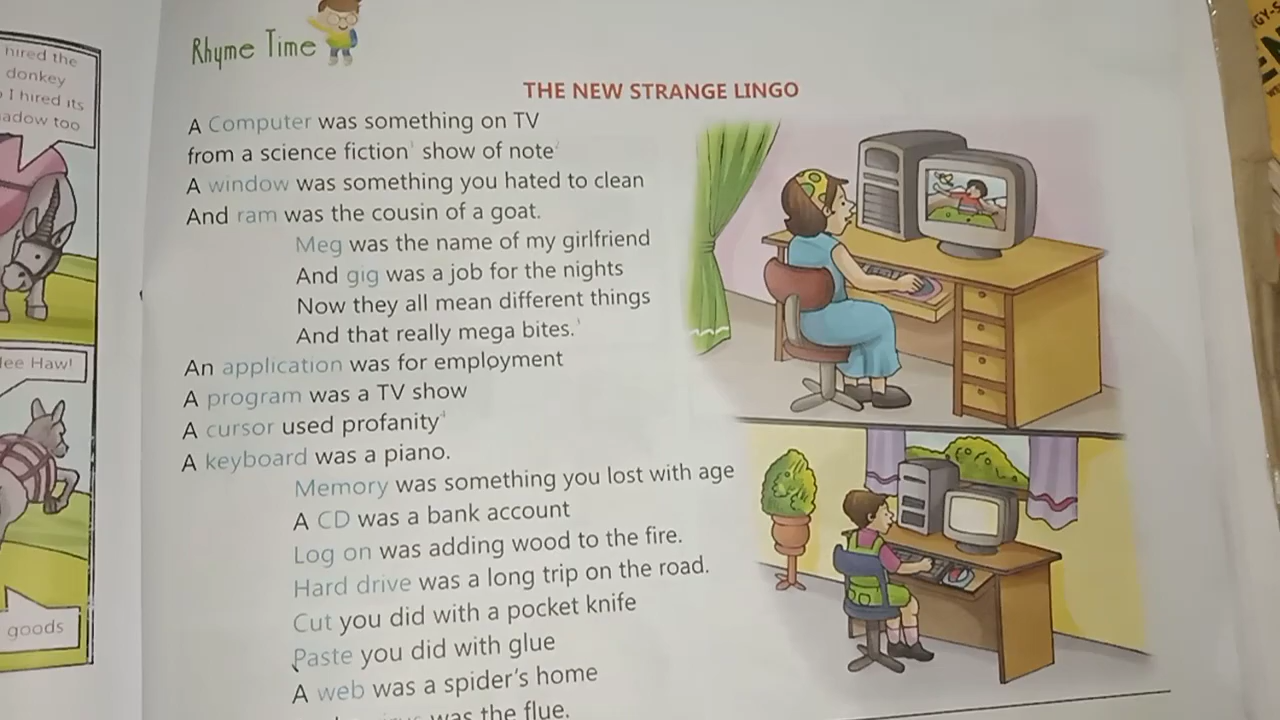 hired the
donkey
I hired its
adow too
ee Haw!
goods
Rhyme Time
THE NEW STRANGE LINGO
A Computer was something on TV
from a science fiction¹ show of note
A window was something you hated to clean
And ram was the cousin of a goat.
Meg was the name of my girlfriend
And gig was a job for the nights
Now they all mean different things
And that really mega bites.³
An application was for employment
A program was a TV show
A cursor used profanity⁴
A keyboard was a piano.
Memory was something you lost with age
A CD was a bank account
Log on was adding wood to the fire.
Hard drive was a long trip on the road.
Cut you did with a pocket knife
Paste you did with glue
A web was a spider's home
was the flue.